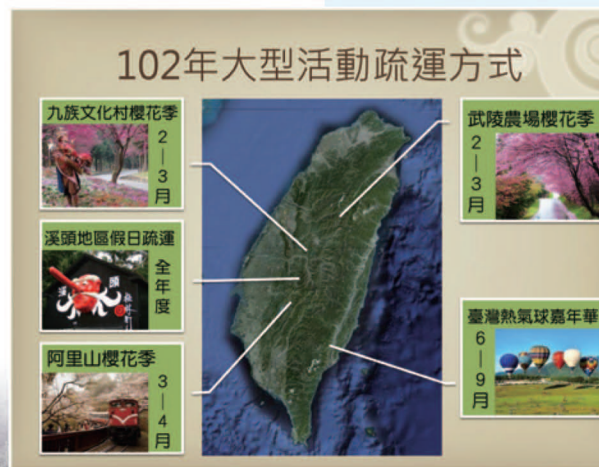 102年大型活動疏運方式
九族文化村櫻花季
2—3月
溪頭地區假日疏運
全年度
阿里山櫻花季
3—4月
武陵農場櫻花季
2—3月
臺灣熱氣球嘉年華
6—9月